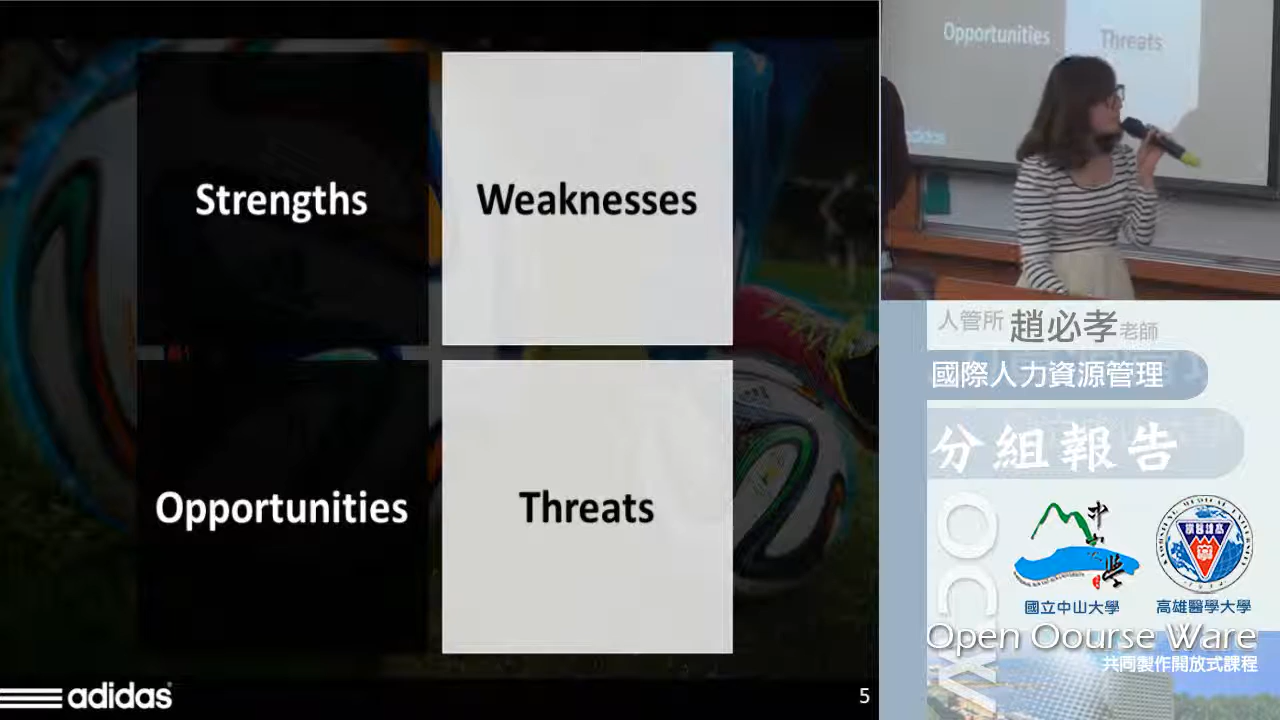 Strengths
Weaknesses
Opportunities
Threats
adidas
5
Opportunities
Threats
adidas
人管所 趙必孝老師
國際人力資源管理
分組報告
OCW
國立中山大學
高雄醫學大學
Open Oourse Ware
共同製作開放式課程